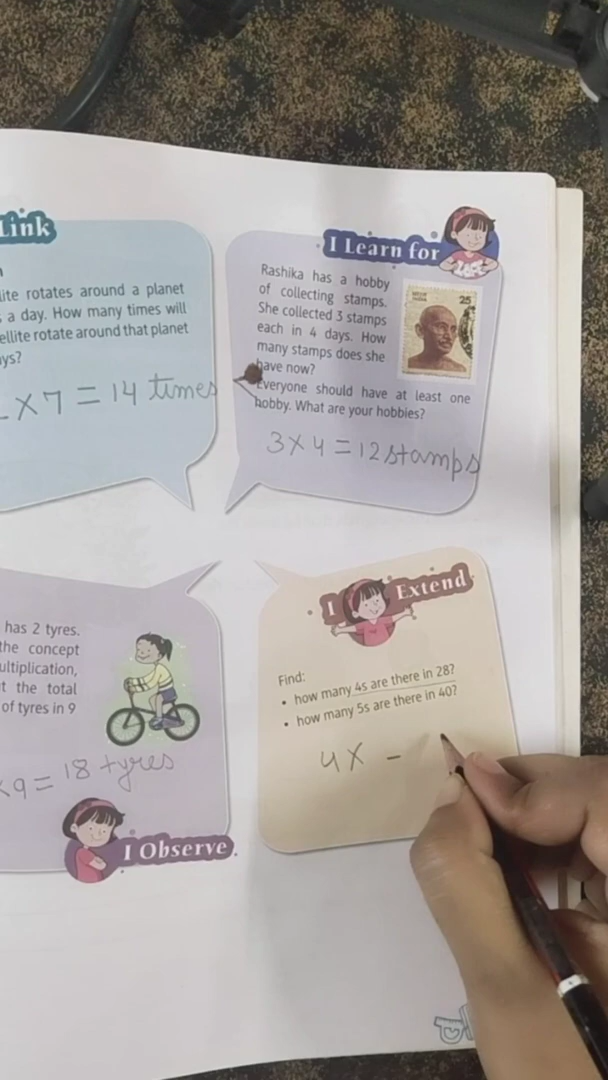 Link
lite rotates around a planet
a day. How many times will
ellite rotate around that planet
ys?
X7 = 14 times
I Learn for
Rashika has a hobby
of collecting stamps.
She collected 3 stamps
each in 4 days. How
many stamps does she
have now?
Everyone should have at least one
hobby. What are your hobbies?
25
INDIA
3X4 = 12 stamps
has 2 tyres.
the concept
ultiplication,
t the total
of tyres in 9
X9 = 18 tyres
I Observe
I Extend
Find:
• how many 4s are there in 28?
• how many 5s are there in 40?
4X -